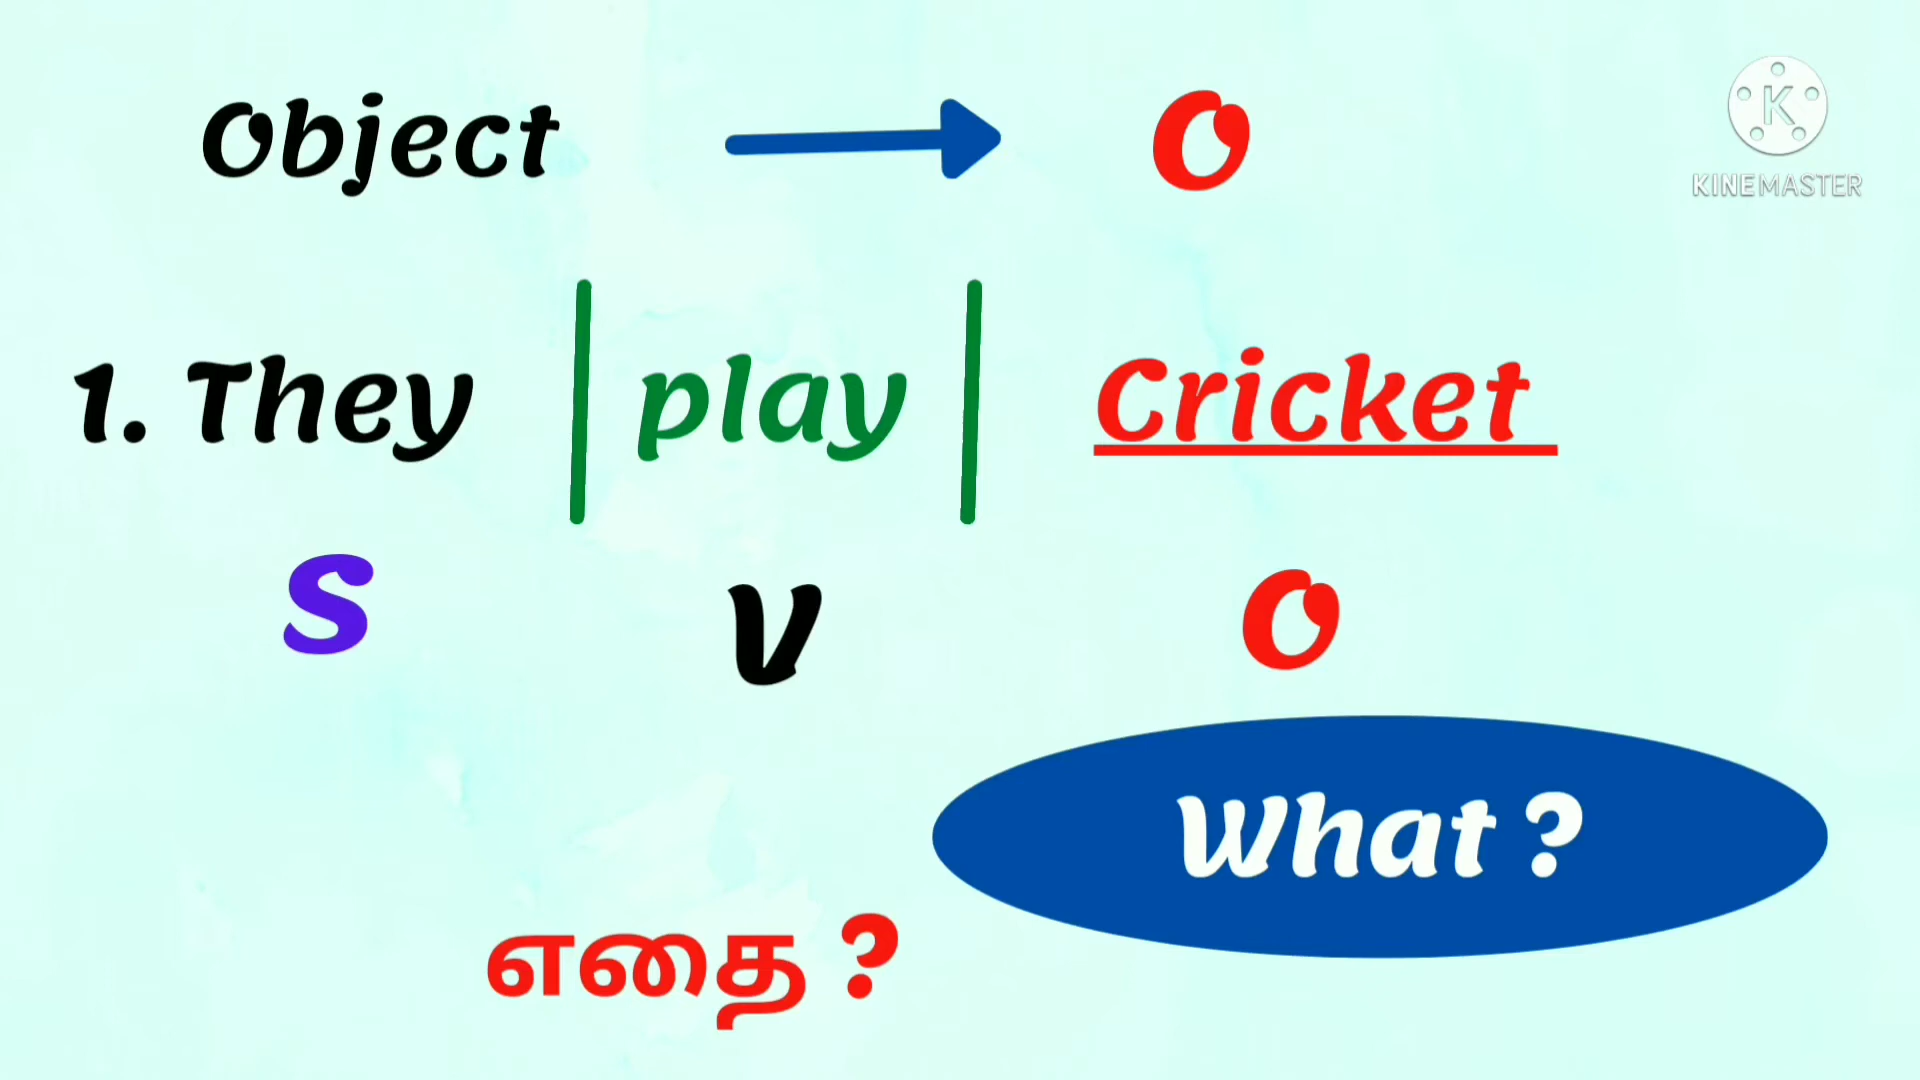 Object O
KINEMASTER
1. They play Cricket
S V O
What ?
எதை ?